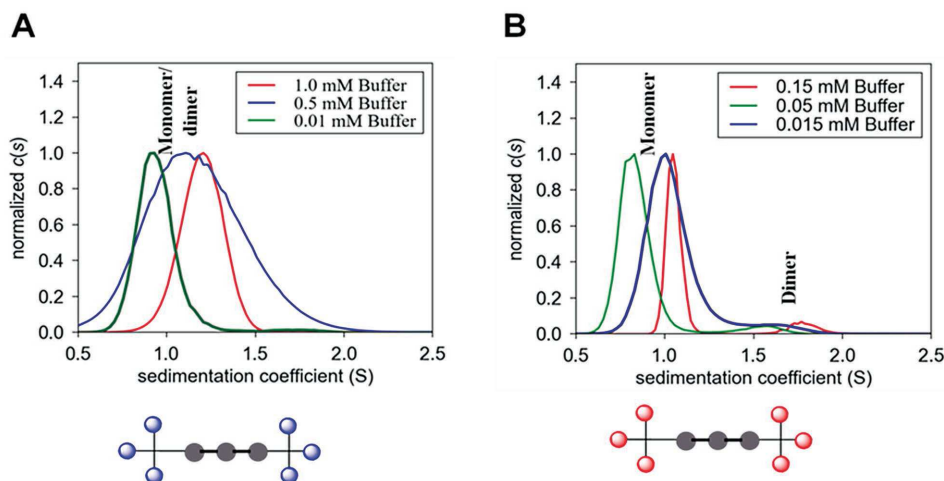 A
normalized c(s)
1.4
1.2
1.0
0.8
0.6
0.4
0.2
0.0
Monomer/
dimer
1.0 mM Buffer
0.5 mM Buffer
0.01 mM Buffer
0.5 1.0 1.5 2.0 2.5
sedimentation coefficient (S)
B
normalized c(s)
1.4
1.2
1.0
0.8
0.6
0.4
0.2
0.0
Monomer
Dimer
0.15 mM Buffer
0.05 mM Buffer
0.015 mM Buffer
0.5 1.0 1.5 2.0 2.5
sedimentation coefficient (S)